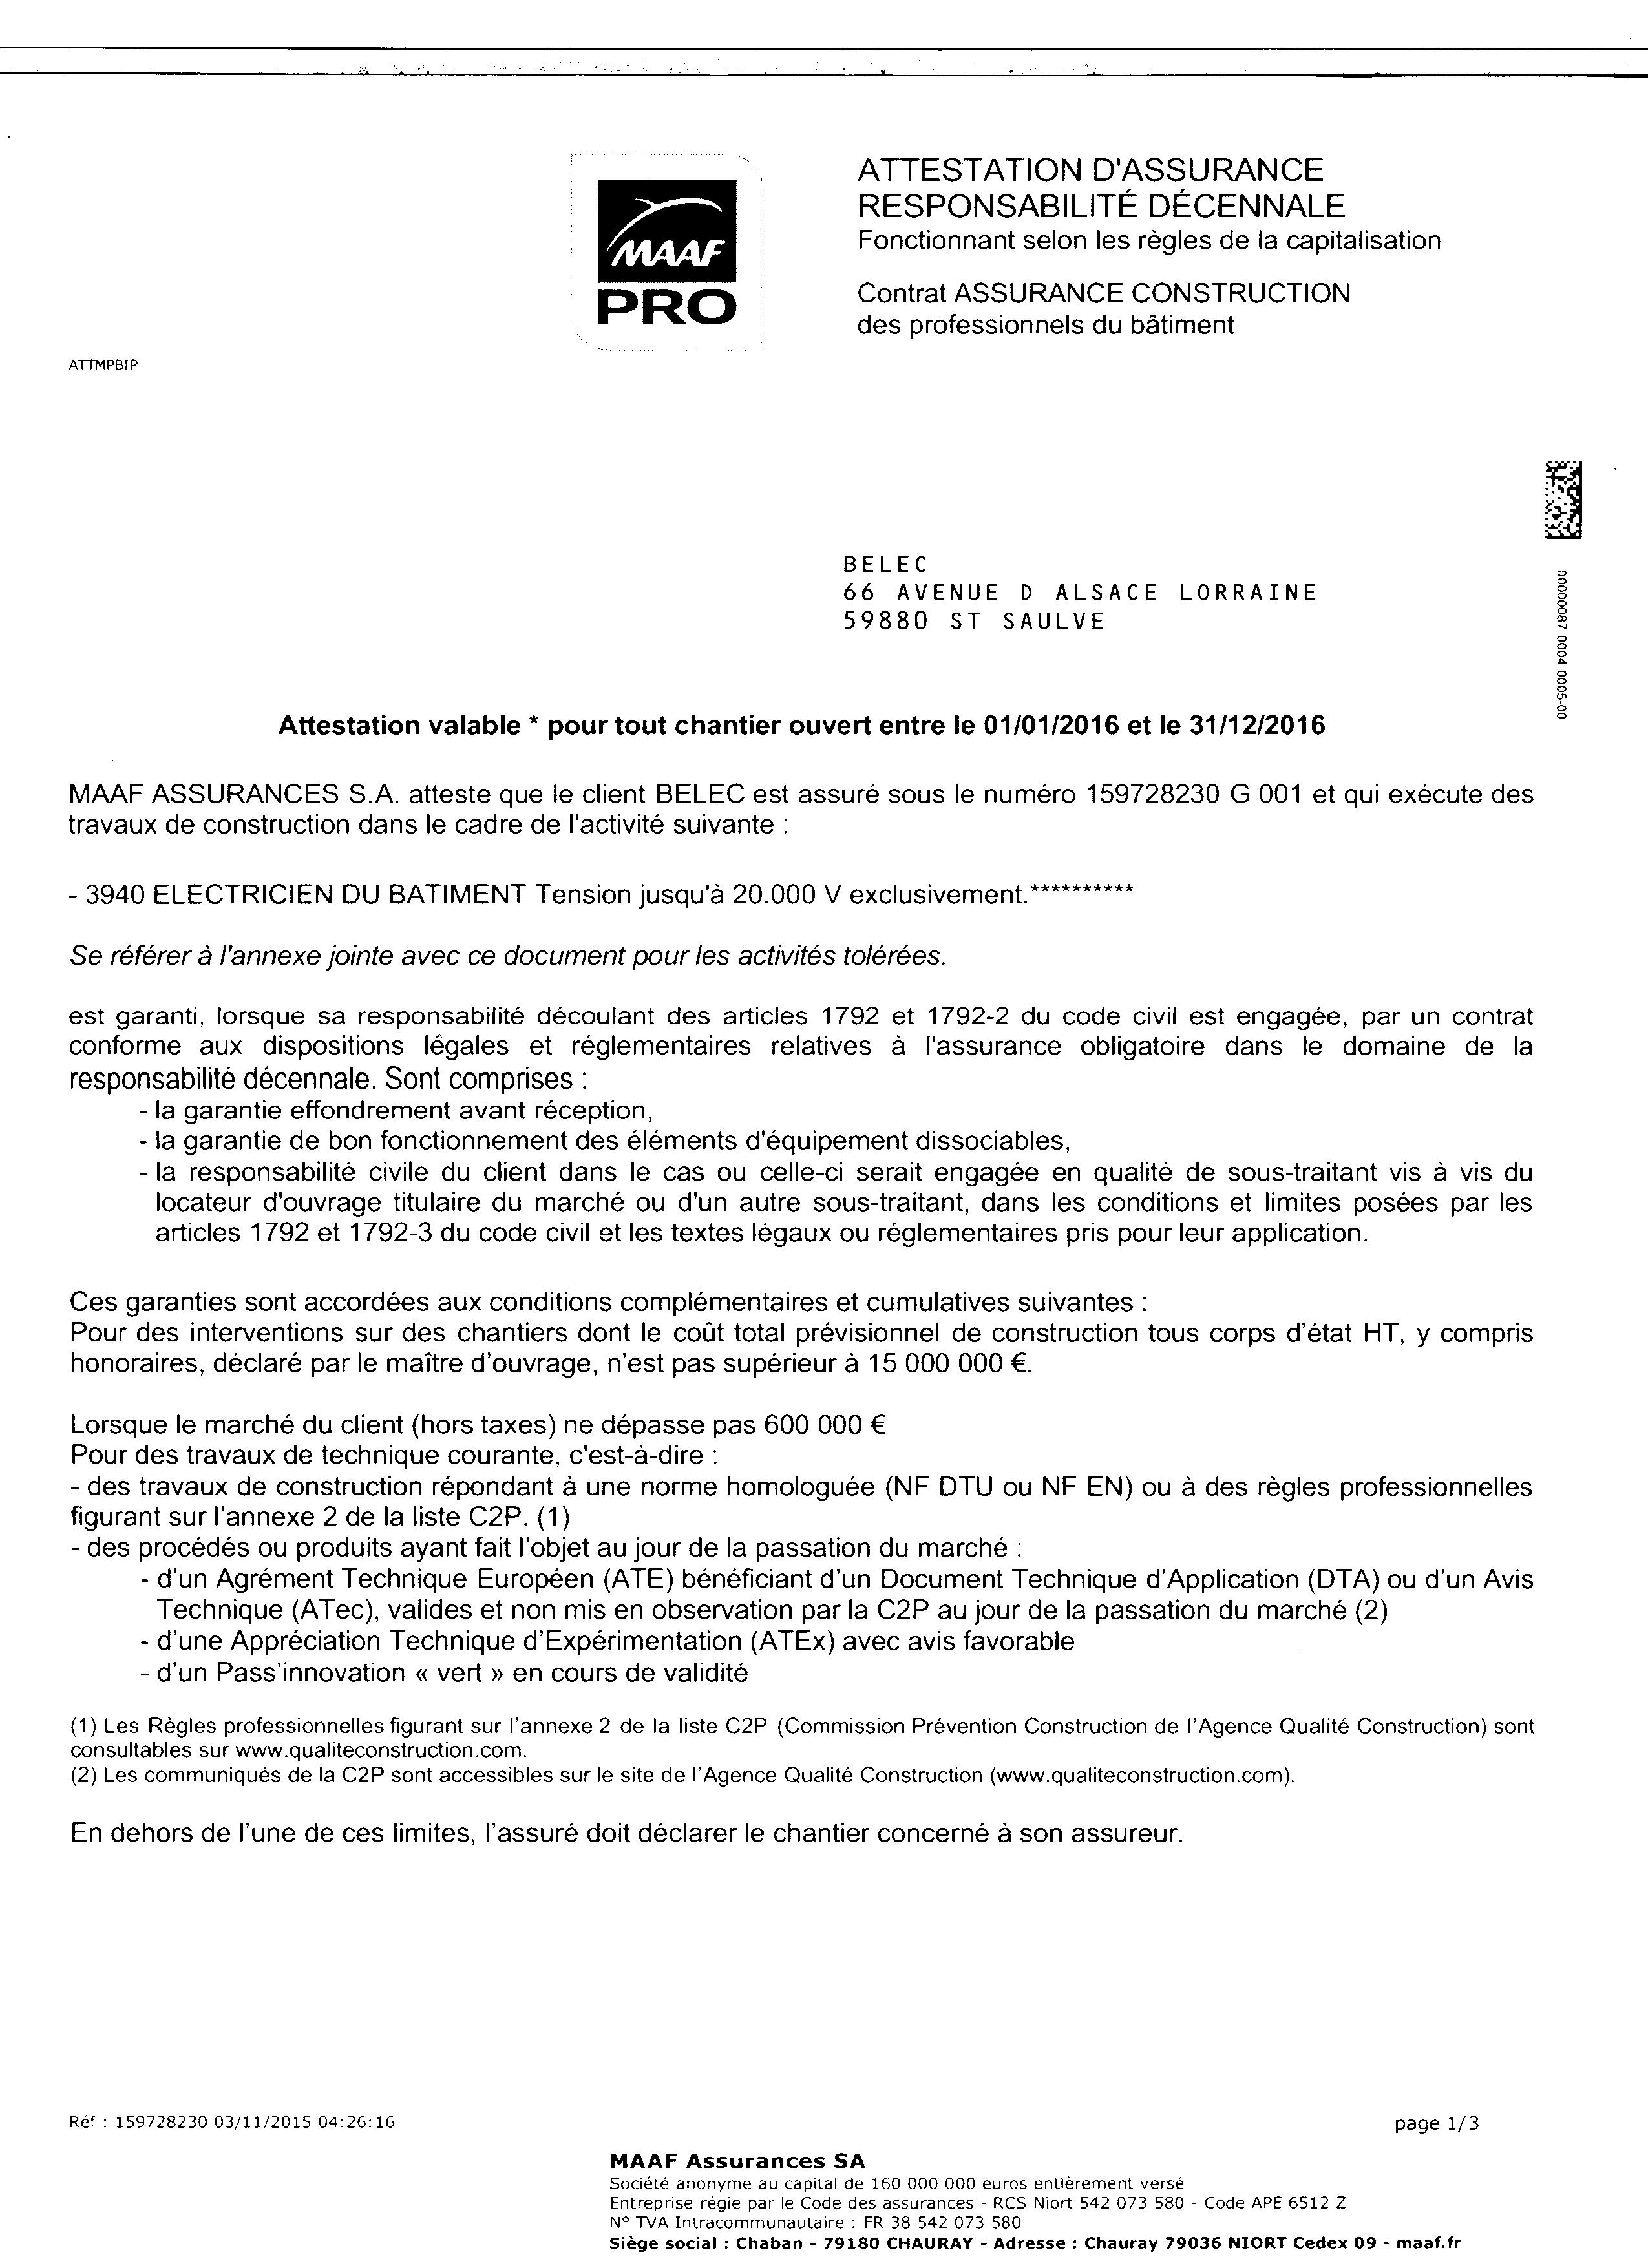 MAAF
PRO
ATTESTATION D'ASSURANCE
RESPONSABILITÉ DÉCENNALE
Fonctionnant selon les règles de la capitalisation
Contrat ASSURANCE CONSTRUCTION
des professionnels du bâtiment
ATTMPBIP
BELEC
66 AVENUE D ALSACE LORRAINE
59880 ST SAULVE
00000087-0004-0005-00
Attestation valable * pour tout chantier ouvert entre le 01/01/2016 et le 31/12/2016
MAAF ASSURANCES S.A. atteste que le client BELEC est assuré sous le numéro 159728230 G 001 et qui exécute des
travaux de construction dans le cadre de l'activité suivante :
- 3940 ELECTRICIEN DU BATIMENT Tension jusqu'à 20.000 V exclusivement.**********
Se référer à l'annexe jointe avec ce document pour les activités tolérées.
est garanti, lorsque sa responsabilité découlant des articles 1792 et 1792-2 du code civil est engagée, par un contrat
conforme aux dispositions légales et réglementaires relatives à l'assurance obligatoire dans le domaine de la
responsabilité décennale. Sont comprises :
- la garantie effondrement avant réception,
- la garantie de bon fonctionnement des éléments d'équipement dissociables,
- la responsabilité civile du client dans le cas ou celle-ci serait engagée en qualité de sous-traitant vis à vis du
locateur d'ouvrage titulaire du marché ou d'un autre sous-traitant, dans les conditions et limites posées par les
articles 1792 et 1792-3 du code civil et les textes légaux ou réglementaires pris pour leur application.
Ces garanties sont accordées aux conditions complémentaires et cumulatives suivantes :
Pour des interventions sur des chantiers dont le coût total prévisionnel de construction tous corps d'état HT, y compris
honoraires, déclaré par le maître d'ouvrage, n'est pas supérieur à 15 000 000 €.
Lorsque le marché du client (hors taxes) ne dépasse pas 600 000 €
Pour des travaux de technique courante, c'est-à-dire :
- des travaux de construction répondant à une norme homologuée (NF DTU ou NF EN) ou à des règles professionnelles
figurant sur l'annexe 2 de la liste C2P. (1)
- des procédés ou produits ayant fait l'objet au jour de la passation du marché :
- d'un Agrément Technique Européen (ATE) bénéficiant d'un Document Technique d'Application (DTA) ou d'un Avis
Technique (ATec), valides et non mis en observation par la C2P au jour de la passation du marché (2)
- d'une Appréciation Technique d'Expérimentation (ATEx) avec avis favorable
- d'un Pass'innovation « vert » en cours de validité
(1) Les Règles professionnelles figurant sur l'annexe 2 de la liste C2P (Commission Prévention Construction de l'Agence Qualité Construction) sont
consultables sur www.qualiteconstruction.com.
(2) Les communiqués de la C2P sont accessibles sur le site de l'Agence Qualité Construction (www.qualiteconstruction.com).
En dehors de l'une de ces limites, l'assuré doit déclarer le chantier concerné à son assureur.
Réf : 159728230 03/11/2015 04:26:16
page 1/3
MAAF Assurances SA
Société anonyme au capital de 160 000 000 euros entièrement versé
Entreprise régie par le Code des assurances - RCS Niort 542 073 580 - Code APE 6512 Z
N° TVA Intracommunautaire : FR 38 542 073 580
Siège social : Chaban - 79180 CHAURAY - Adresse : Chauray 79036 NIORT Cedex 09 - maaf.fr